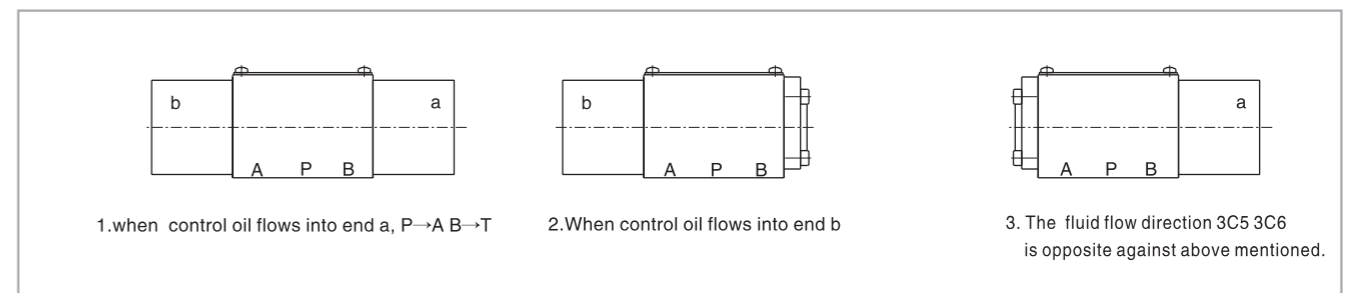 b a
A P B
1.when control oil flows into end a, P→A B→T
b
A P B
2.When control oil flows into end b
a
A P B
3. The fluid flow direction 3C5 3C6
is opposite against above mentioned.